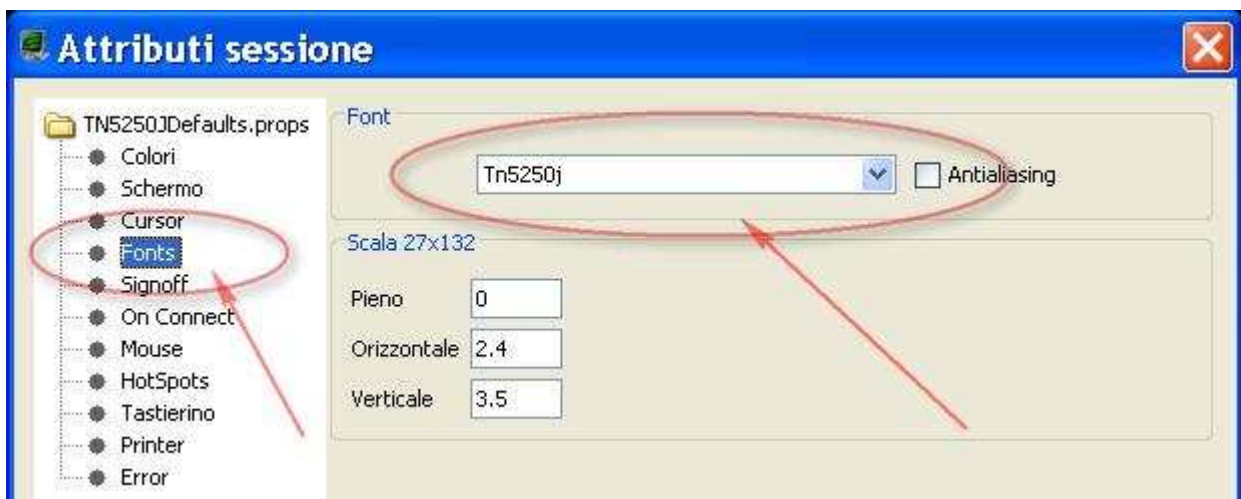 Attributi sessione
TN5250JDefaults.props
Colori
Schermo
Cursor
Fonts
Signoff
On Connect
Mouse
HotSpots
Tastierino
Printer
Error
Font
Tn5250j
Antialiasing
Scala 27x132
Pieno 0
Orizzontale 2.4
Verticale 3.5